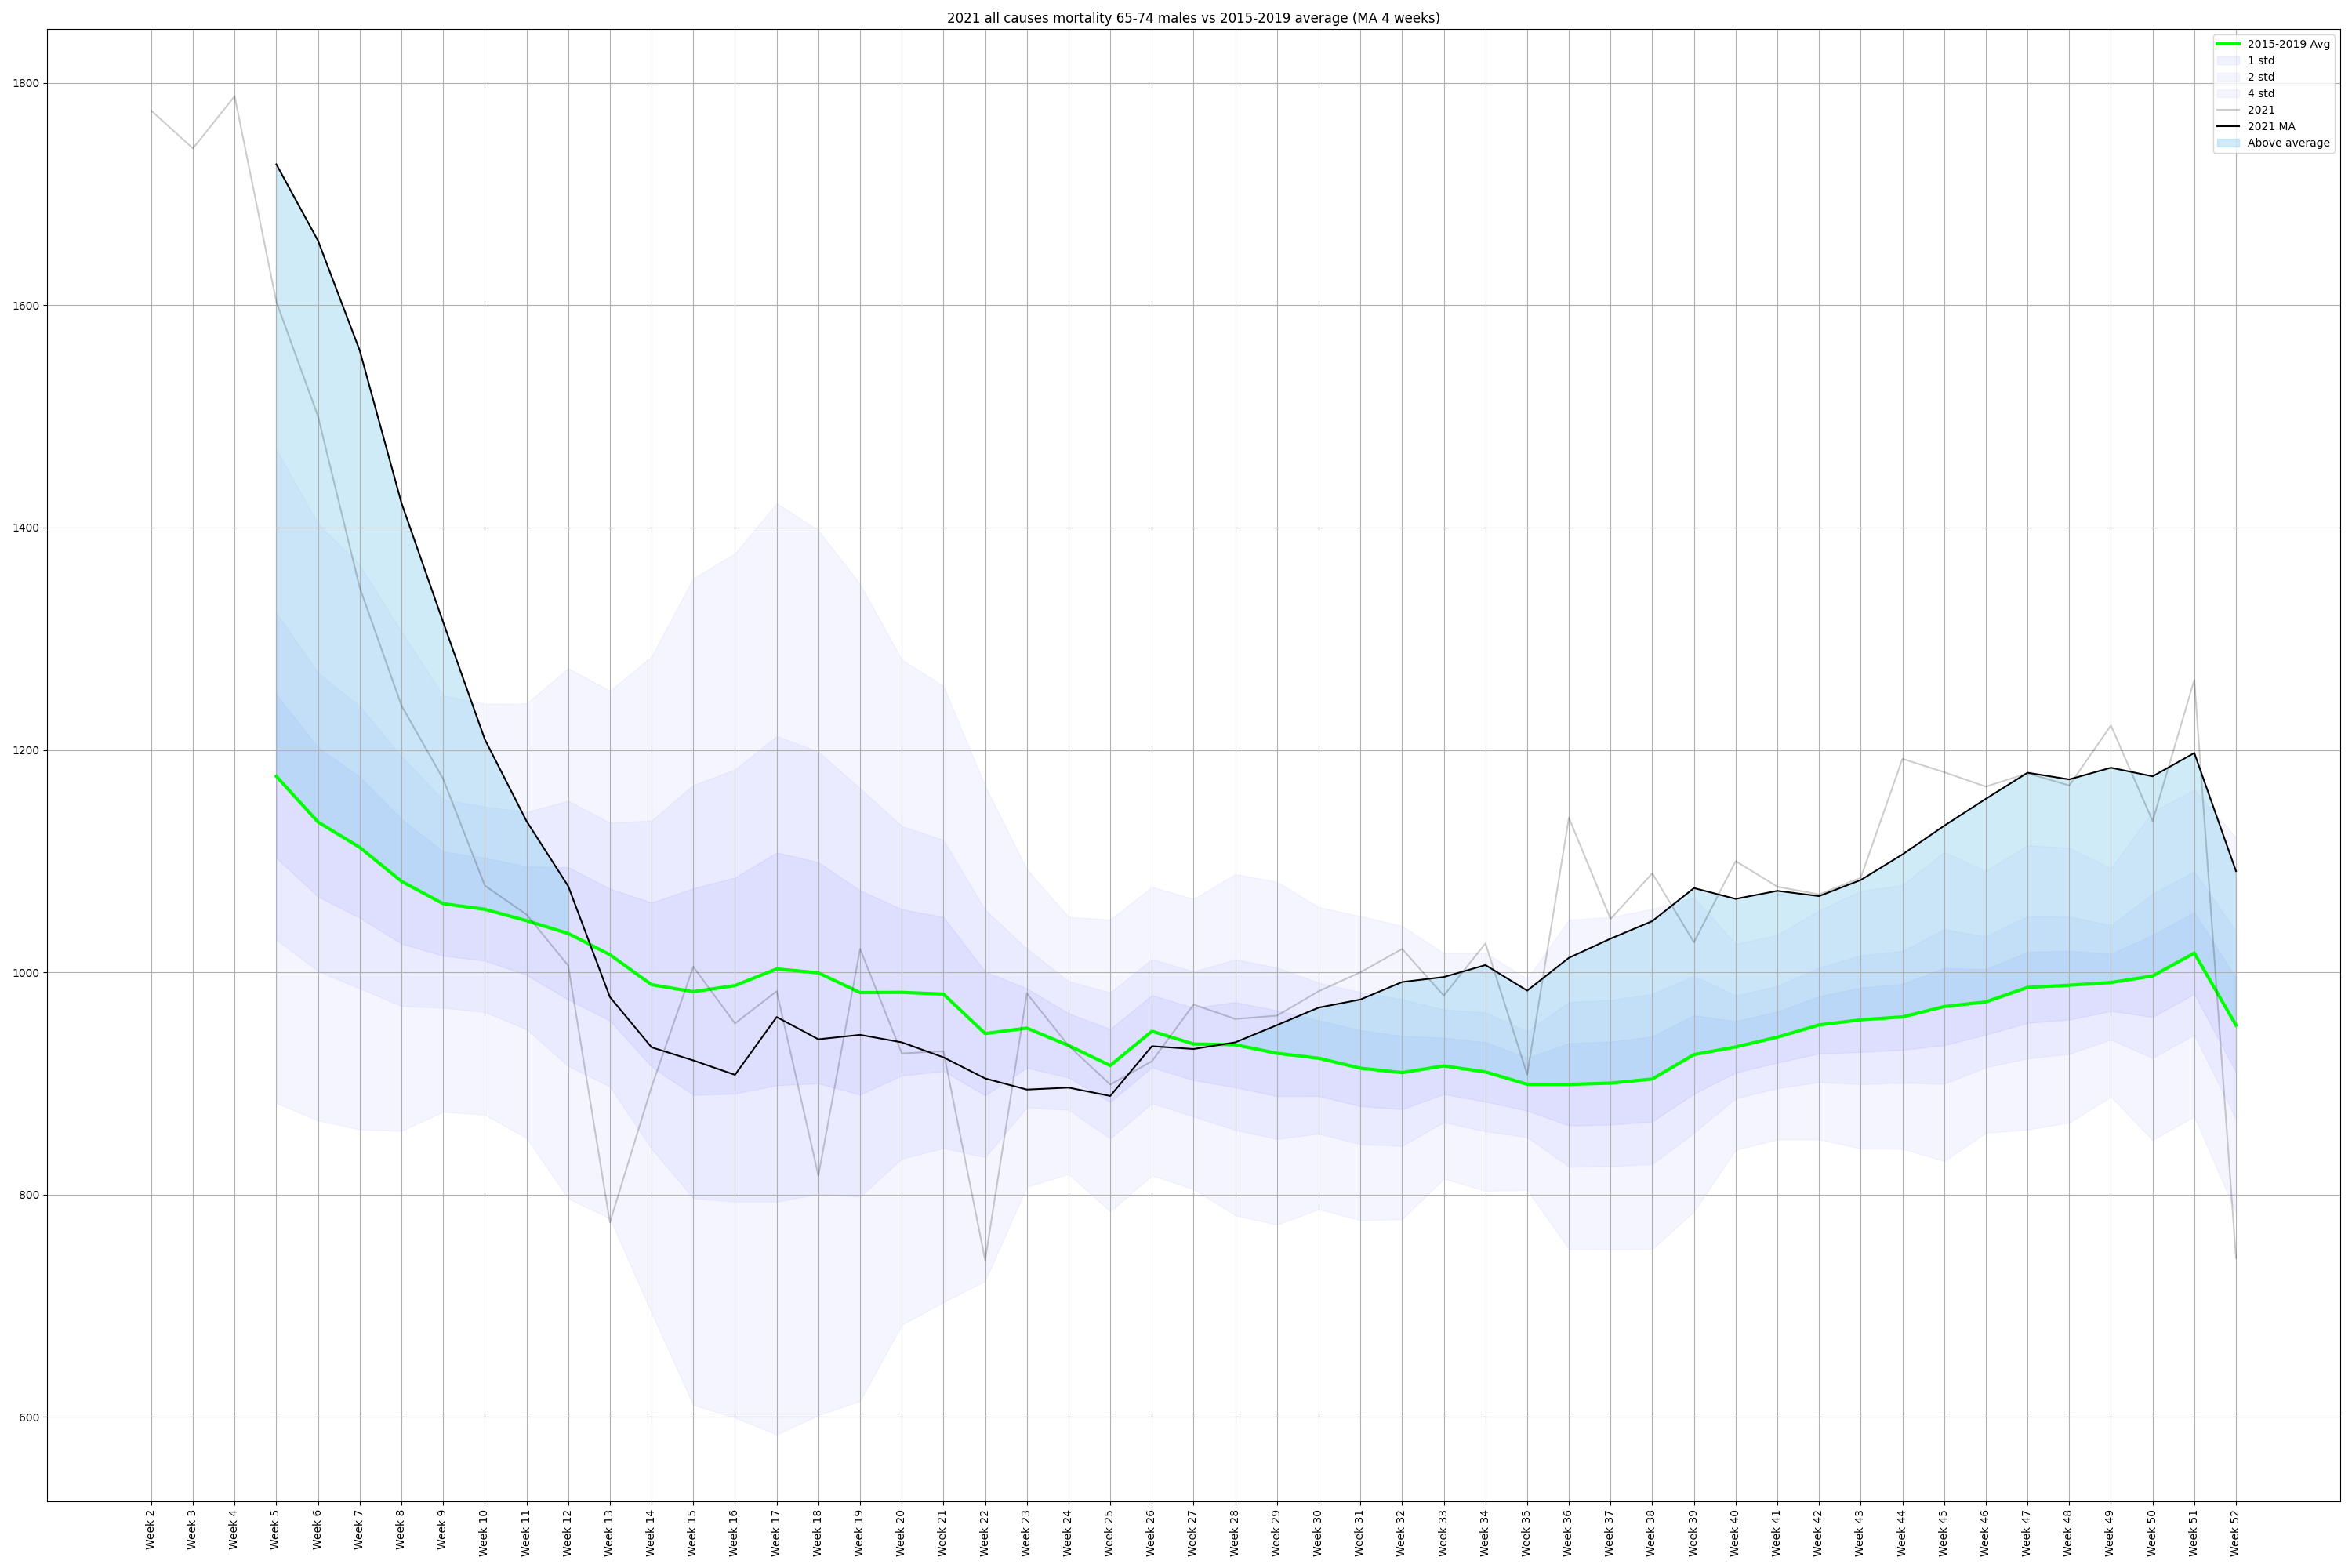 2021 all causes mortality 65-74 males vs 2015-2019 average (MA 4 weeks)
2015-2019 Avg
1 std
2 std
4 std
2021
2021 MA
Above average
1800
1600
1400
1200
1000
800
600
Week 2
Week 3
Week 4
Week 5
Week 6
Week 7
Week 8
Week 9
Week 10
Week 11
Week 12
Week 13
Week 14
Week 15
Week 16
Week 17
Week 18
Week 19
Week 20
Week 21
Week 22
Week 23
Week 24
Week 25
Week 26
Week 27
Week 28
Week 29
Week 30
Week 31
Week 32
Week 33
Week 34
Week 35
Week 36
Week 37
Week 38
Week 39
Week 40
Week 41
Week 42
Week 43
Week 44
Week 45
Week 46
Week 47
Week 48
Week 49
Week 50
Week 51
Week 52